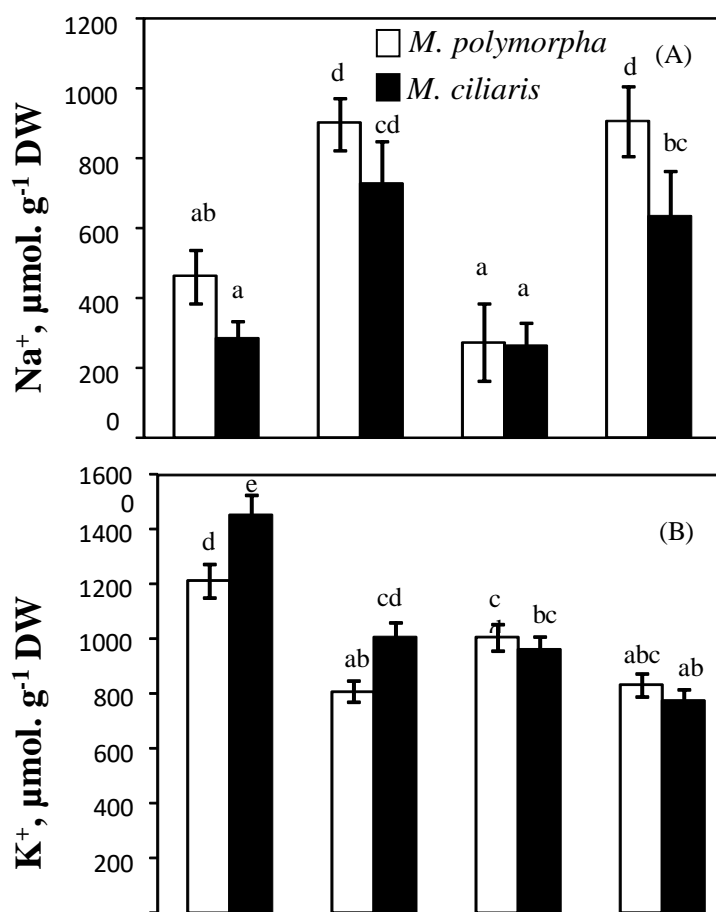 1200
1000
800
600
400
200
0
Na⁺, µmol. g⁻¹ DW
M. polymorpha
M. ciliaris
(A)
ab
a
d
cd
a
a
d
bc
1600
0
1400
1200
1000
800
600
400
200
K⁺, µmol. g⁻¹ DW
(B)
d
e
ab
cd
c
bc
abc
ab